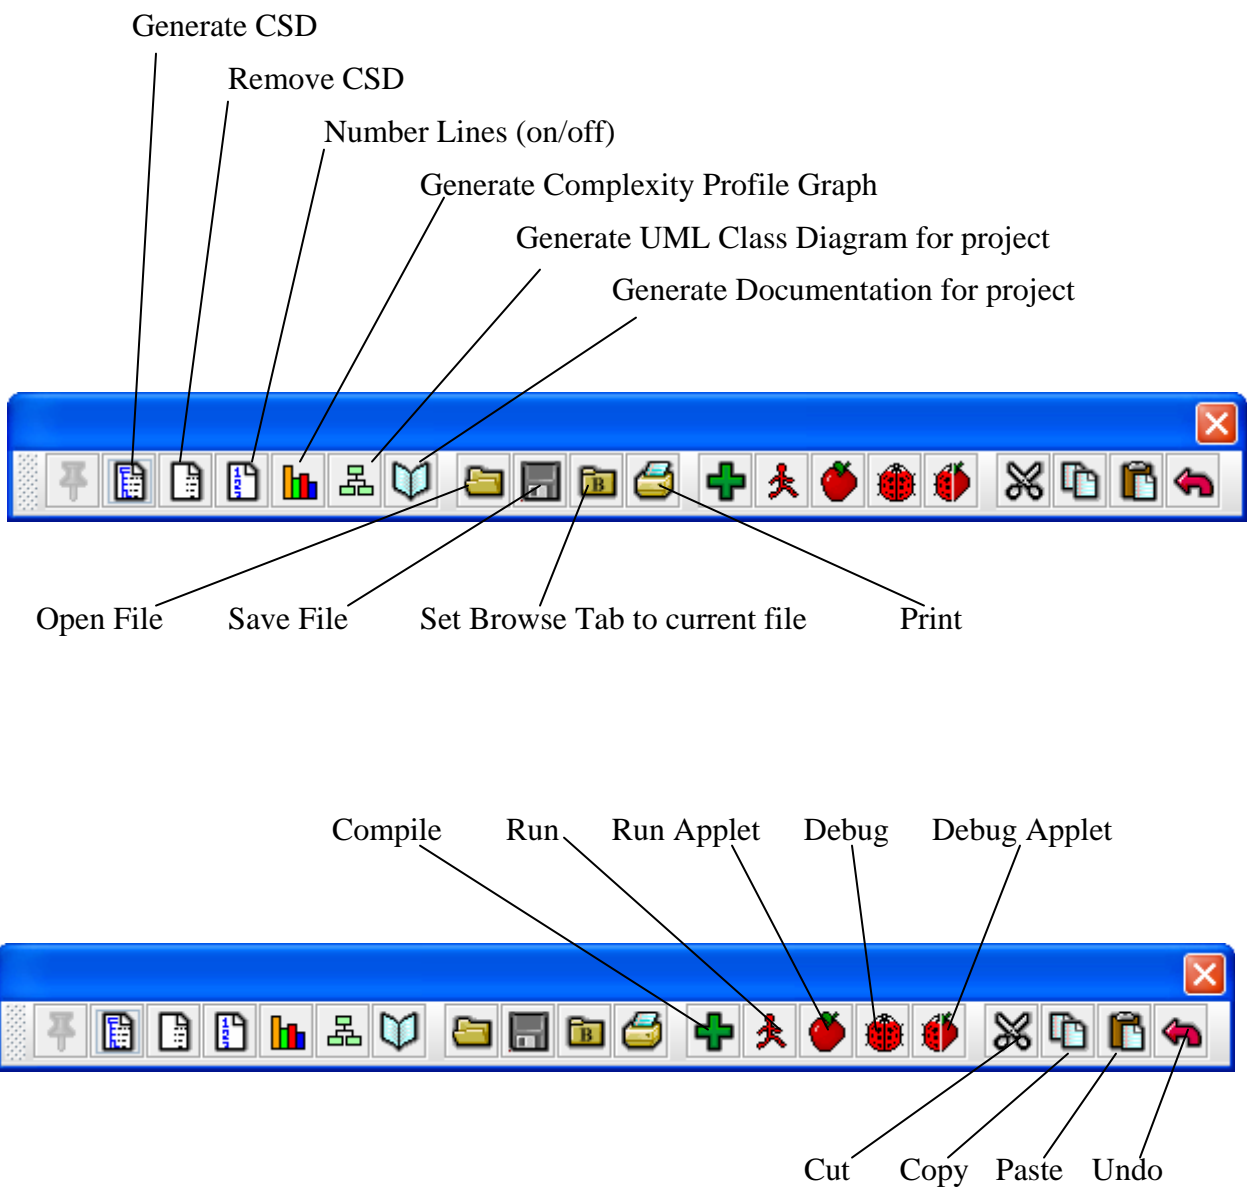 Generate CSD
Remove CSD
Number Lines (on/off)
Generate Complexity Profile Graph
Generate UML Class Diagram for project
Generate Documentation for project
B
Open File
Save File
Set Browse Tab to current file
Print
Compile
Run
Run Applet
Debug
Debug Applet
B
Cut
Copy
Paste
Undo